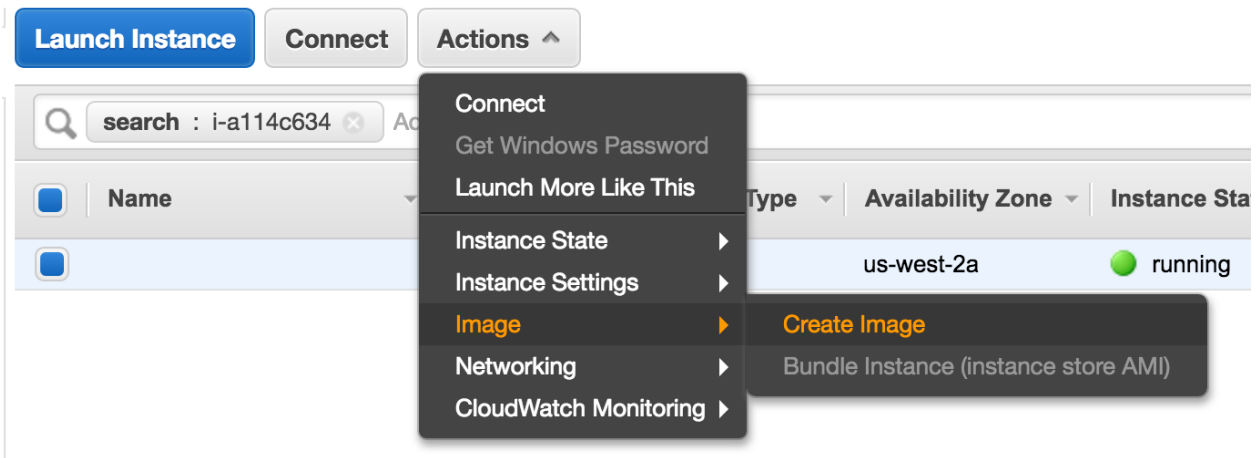 Launch Instance Connect Actions
search : i-a114c634
Connect
Get Windows Password
Launch More Like This
Name Type Availability Zone Instance
Instance State
Instance Settings
us-west-2a running
Image Create Image
Networking Bundle Instance (instance store AMI)
CloudWatch Monitoring